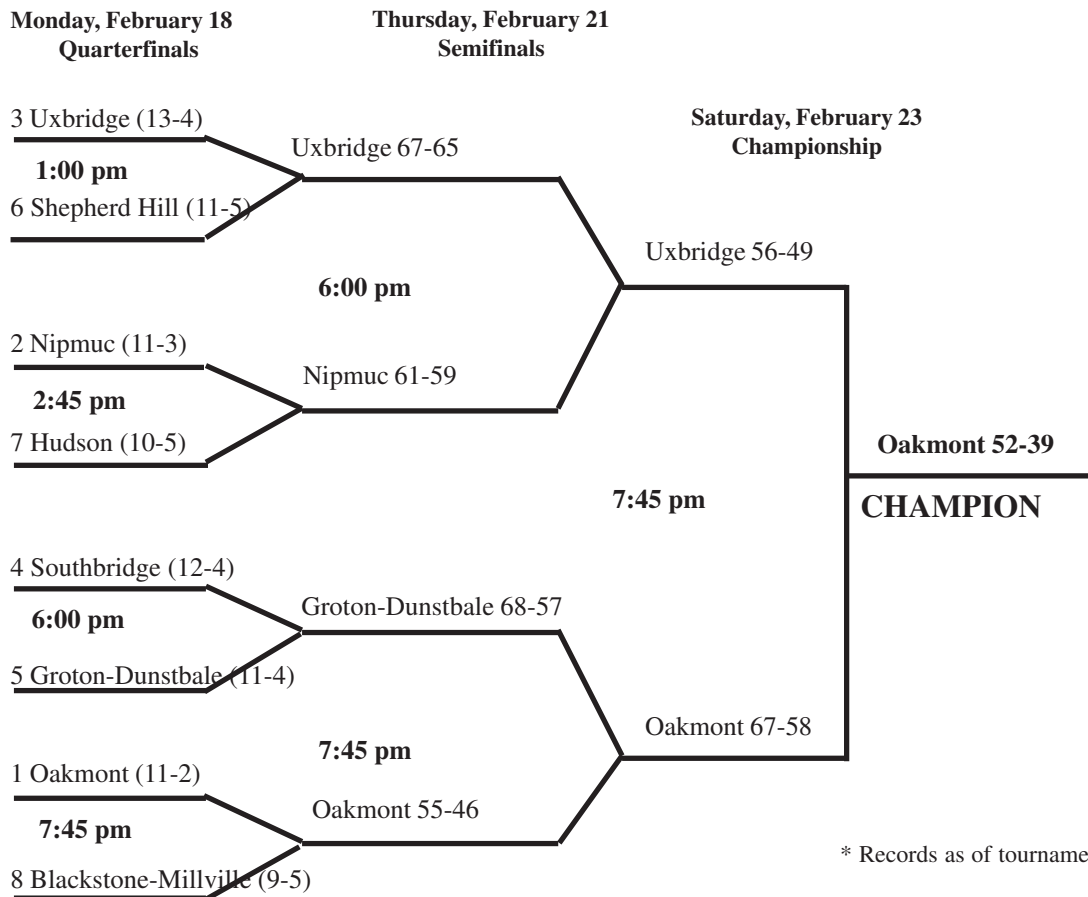 Monday, February 18
Quarterfinals
Thursday, February 21
Semifinals
Saturday, February 23
Championship
3 Uxbridge (13-4)
1:00 pm
6 Shepherd Hill (11-5)
Uxbridge 67-65
6:00 pm
2 Nipmuc (11-3)
2:45 pm
7 Hudson (10-5)
Nipmuc 61-59
Uxbridge 56-49
7:45 pm
Oakmont 52-39
CHAMPION
4 Southbridge (12-4)
6:00 pm
5 Groton-Dunstbale (11-4)
Groton-Dunstbale 68-57
7:45 pm
1 Oakmont (11-2)
7:45 pm
8 Blackstone-Millville (9-5)
Oakmont 55-46
Oakmont 67-58
* Records as of tourname